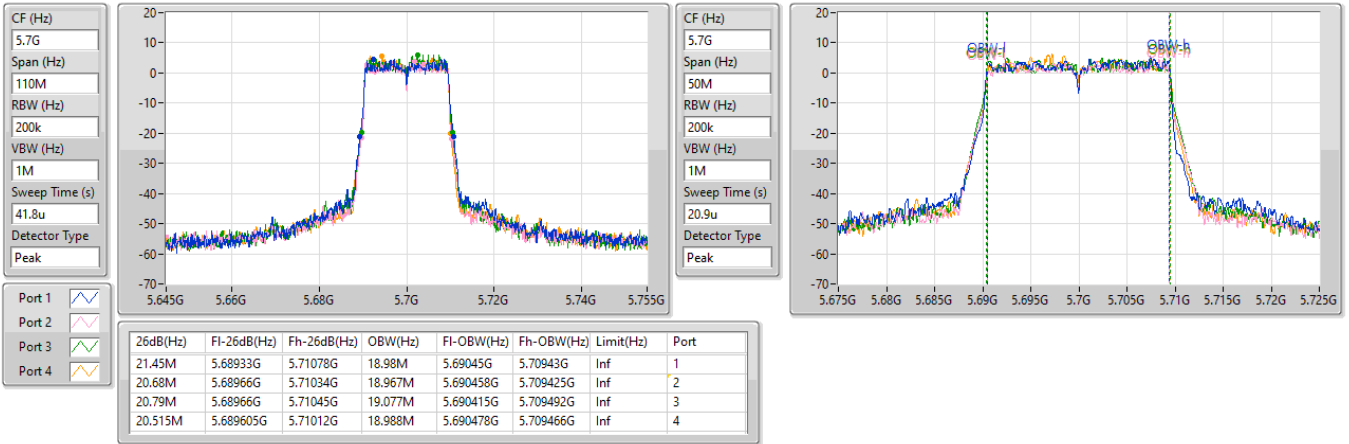 CF (Hz)
5.7G
Span (Hz)
110M
RBW (Hz)
200k
VBW (Hz)
1M
Sweep Time (s)
41.8u
Detector Type
Peak
20
10
0
-10
-20
-30
-40
-50
-60
-70
5.645G 5.66G 5.68G 5.7G 5.72G 5.74G 5.755G
CF (Hz)
5.7G
Span (Hz)
50M
RBW (Hz)
200k
VBW (Hz)
1M
Sweep Time (s)
20.9u
Detector Type
Peak
20
10
0
-10
-20
-30
-40
-50
-60
-70
OBW-l OBW-h
5.675G 5.68G 5.685G 5.69G 5.695G 5.7G 5.705G 5.71G 5.715G 5.72G 5.725G
Port 1
Port 2
Port 3
Port 4
26dB(Hz) Fl-26dB(Hz) Fh-26dB(Hz) OBW(Hz) Fl-OBW(Hz) Fh-OBW(Hz) Limit(Hz) Port
21.45M 5.68933G 5.71078G 18.98M 5.69045G 5.70943G Inf 1
20.68M 5.68966G 5.71034G 18.967M 5.690458G 5.709425G Inf 2
20.79M 5.68966G 5.71045G 19.077M 5.690415G 5.709492G Inf 3
20.515M 5.689605G 5.71012G 18.988M 5.690478G 5.709466G Inf 4